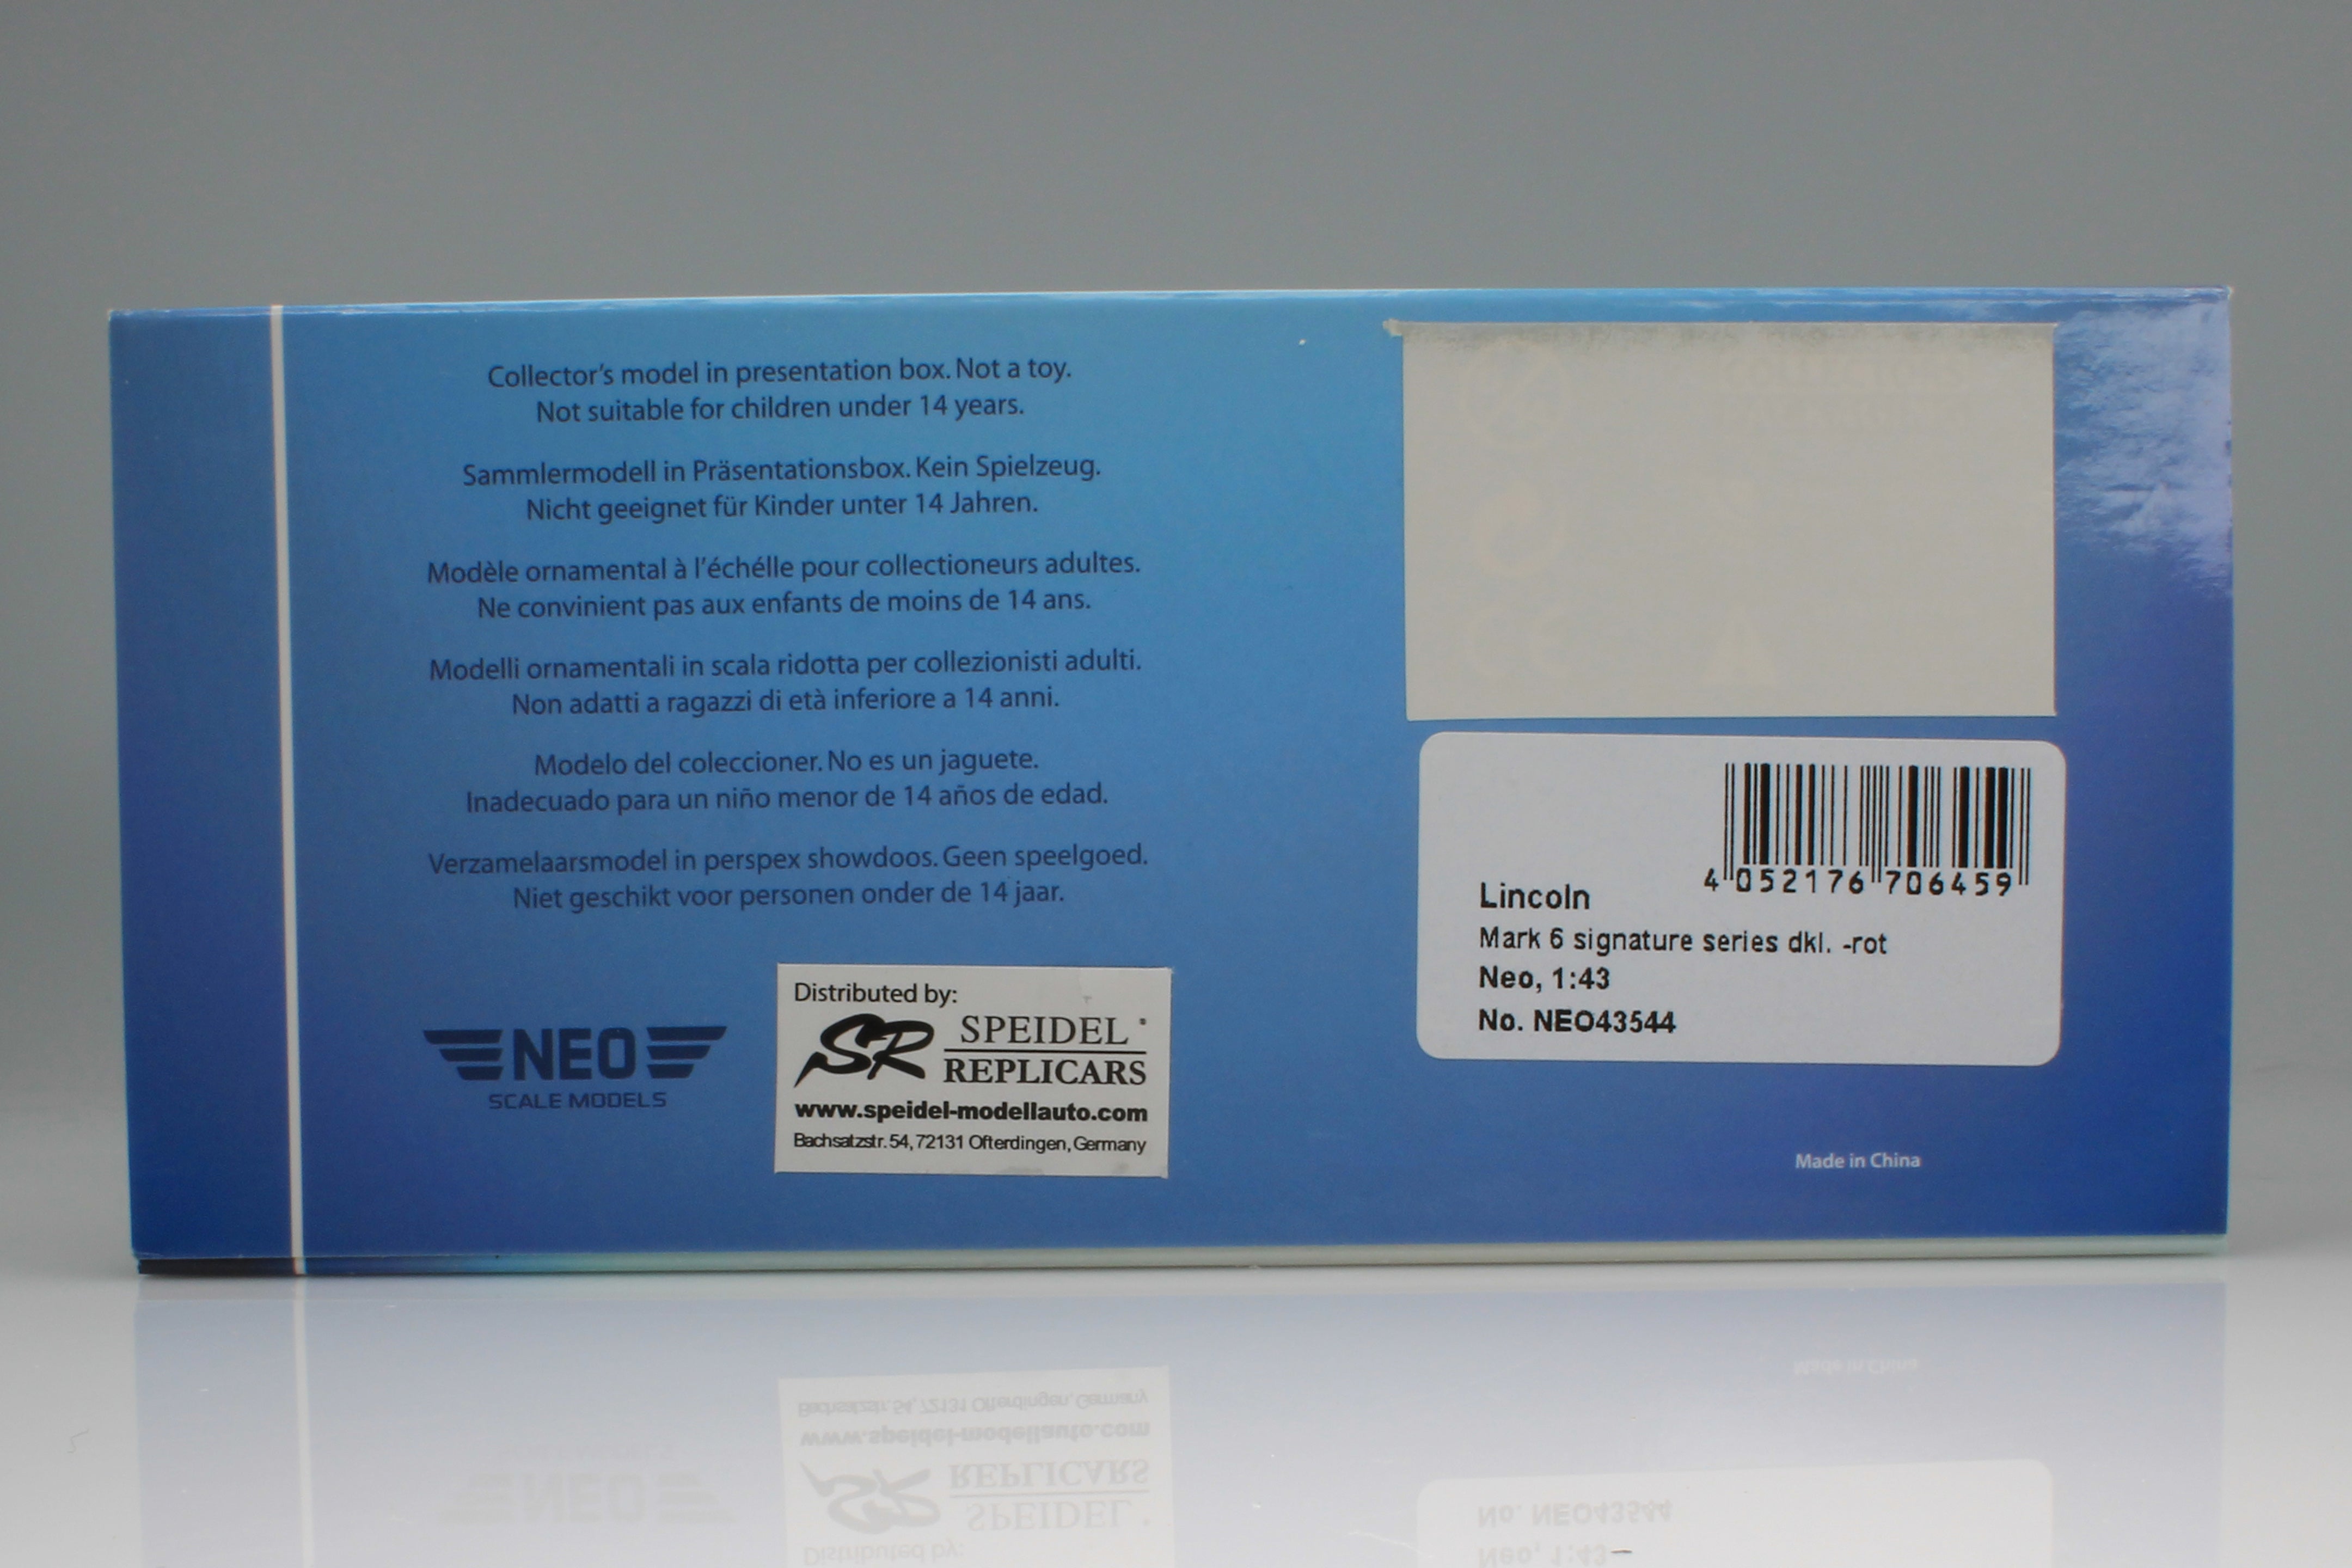 Collector's model in presentation box. Not a toy.
Not suitable for children under 14 years.
Sammlermodell in Präsentationsbox. Kein Spielzeug.
Nicht geeignet für Kinder unter 14 Jahren.
Modèle ornamental à l'échélle pour collectioneurs adultes.
Ne convinient pas aux enfants de moins de 14 ans.
Modelli ornamentali in scala ridotta per collezionisti adulti.
Non adatti a ragazzi di età inferiore a 14 anni.
Modelo del coleccioner. No es un jaguete.
Inadecuado para un niño menor de 14 años de edad.
Verzamelaarsmodel in perspex showdoos. Geen speelgoed.
Niet geschikt voor personen onder de 14 jaar.
NEO
SCALE MODELS
Distributed by:
SR SPEIDEL
REPLICARS
www.speidel-modellauto.com
Bachsatzstr. 54, 72131 Ofterdingen, Germany
4 052176 706459
Lincoln
Mark 6 signature series dkl. -rot
Neo, 1:43
No. NEO43544
Made in China